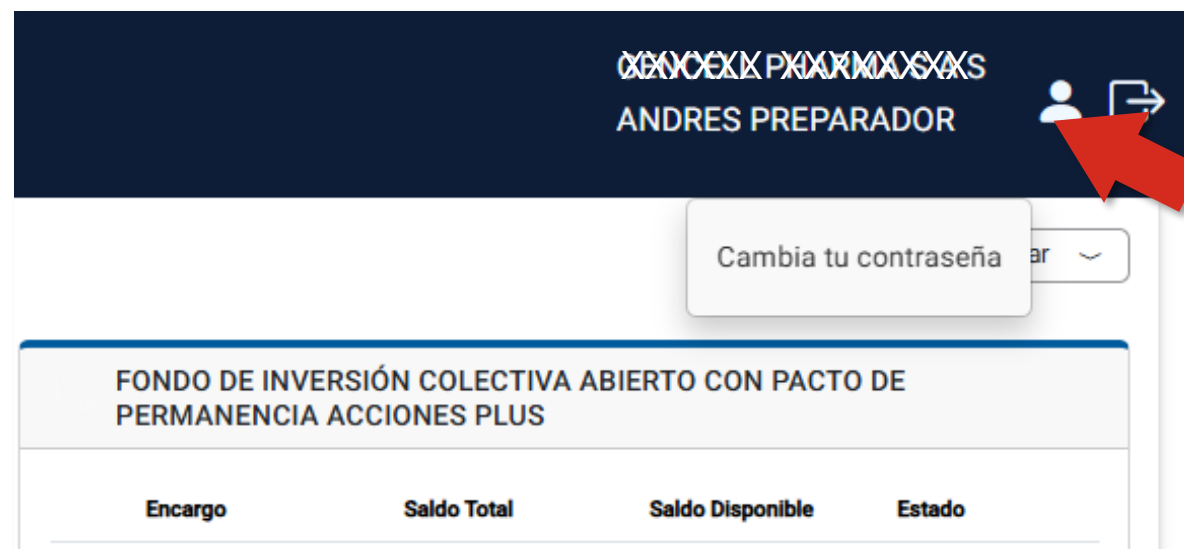 ANDRES PREPARADOR
Cambia tu contraseña
ar
FONDO DE INVERSIÓN COLECTIVA ABIERTO CON PACTO DE
PERMANENCIA ACCIONES PLUS
Encargo Saldo Total Saldo Disponible Estado